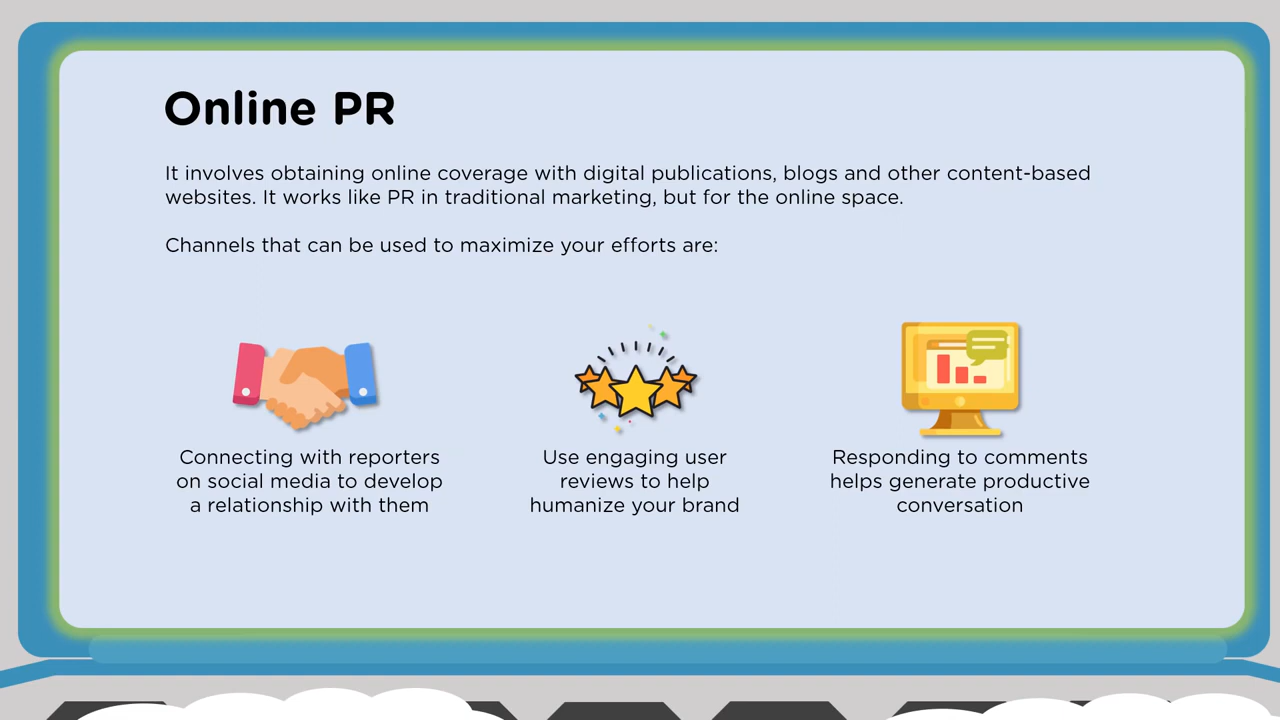 Online PR
It involves obtaining online coverage with digital publications, blogs and other content-based
websites. It works like PR in traditional marketing, but for the online space.
Channels that can be used to maximize your efforts are:
Connecting with reporters
on social media to develop
a relationship with them
Use engaging user
reviews to help
humanize your brand
Responding to comments
helps generate productive
conversation